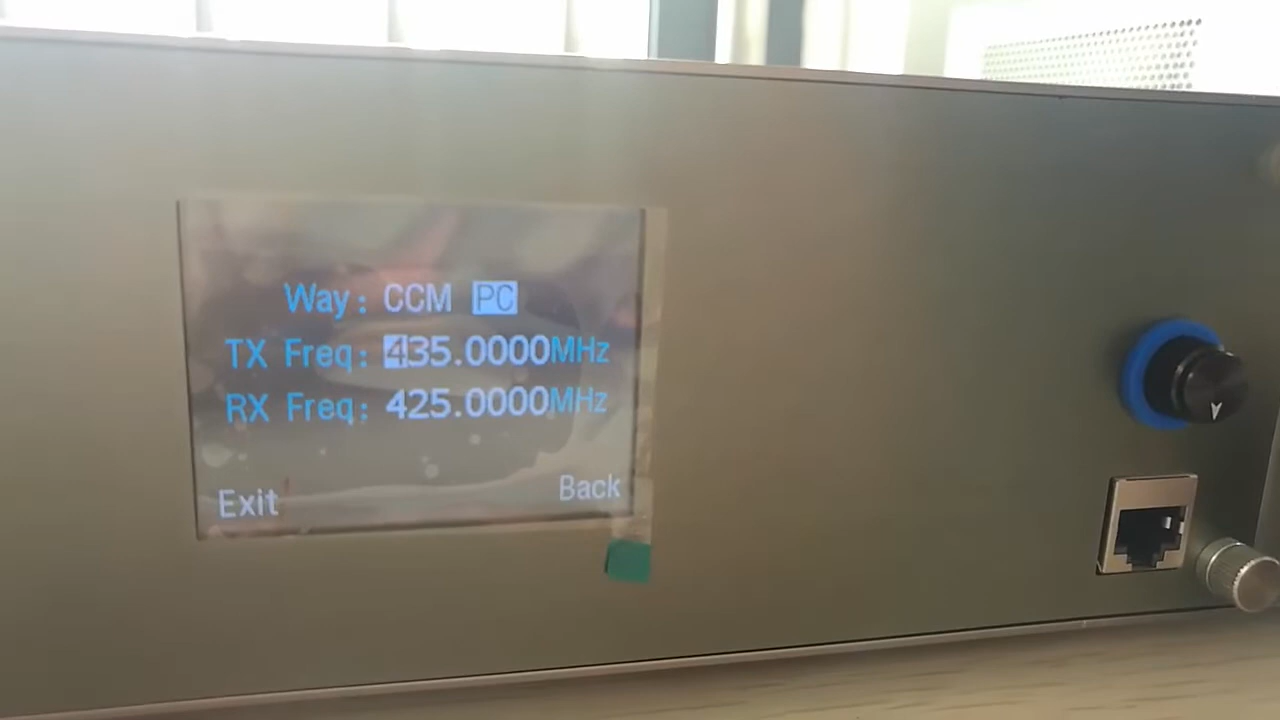 Way: CCM PC
TX Freq: 435.0000MHz
RX Freq: 425.0000MHz
Exit Back